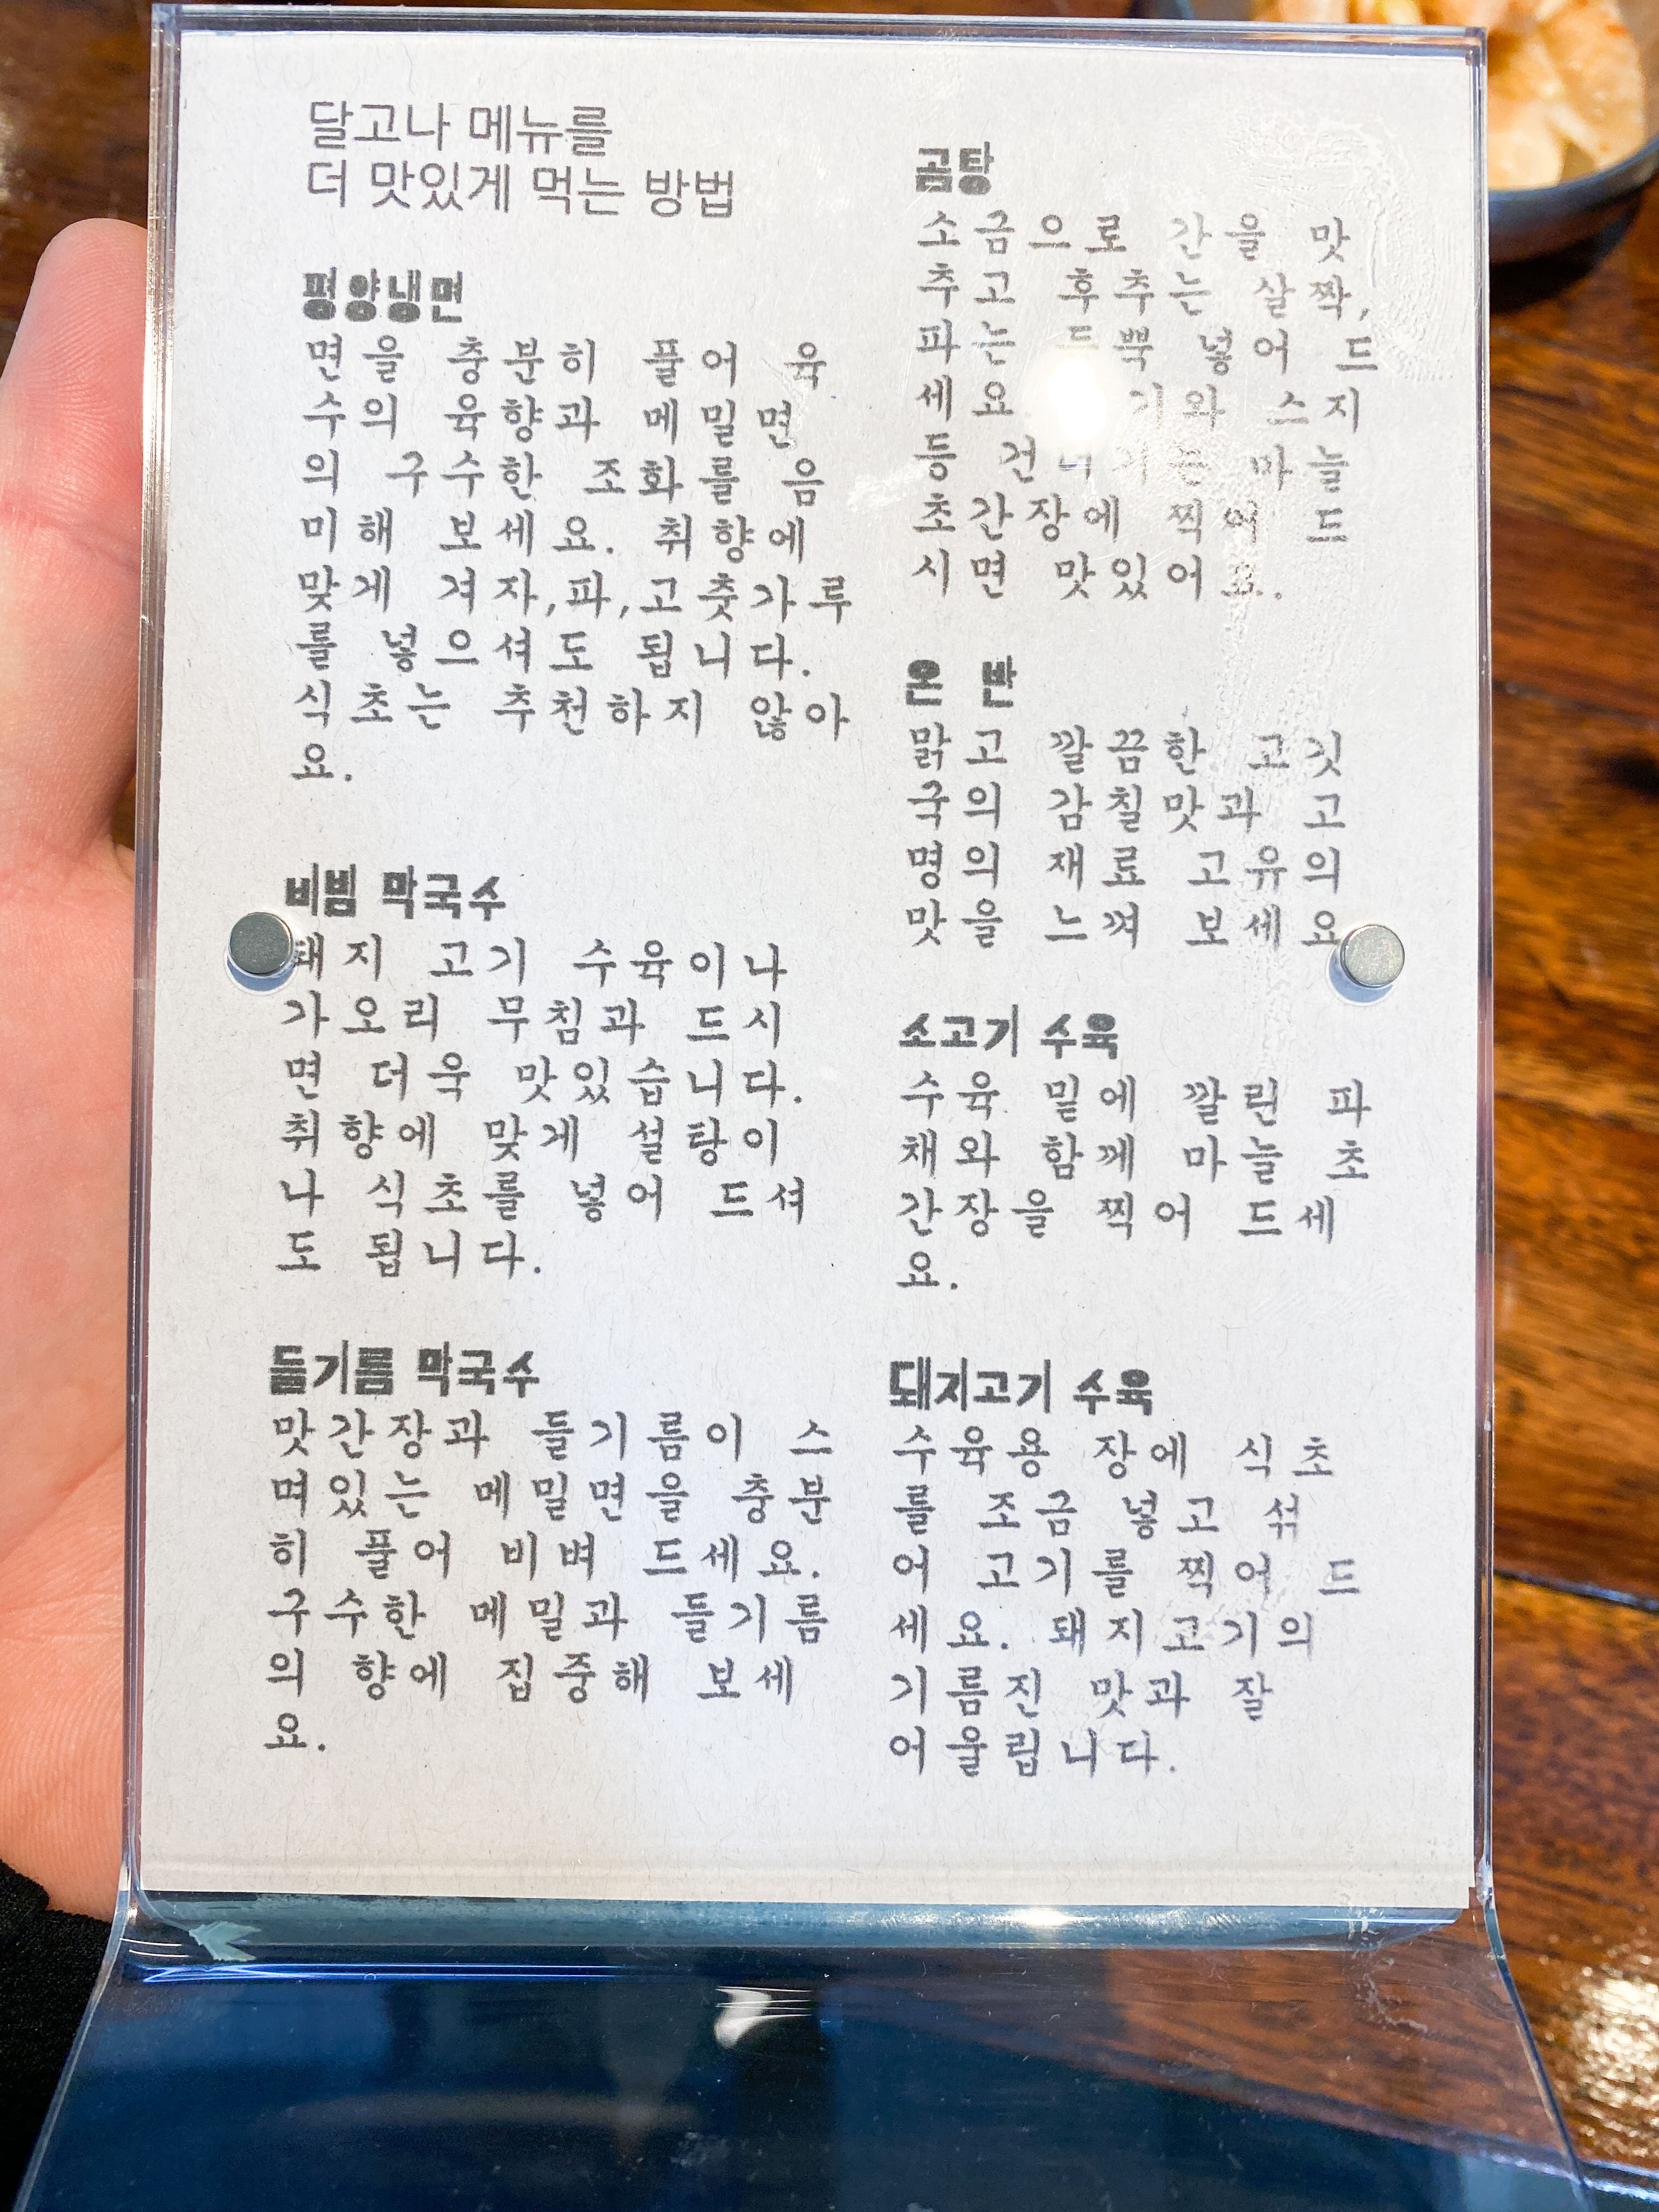 달고나 메뉴를
더 맛있게 먹는 방법
평양냉면
면을 충분히 풀어 육
수의 육향과 메밀면
의 구수한 조화를 음
미해 보세요. 취향에
맞게 겨자,파,고춧가루
를 넣으셔도 됩니다.
식초는 추천하지 않아
요.
비빔 막국수
돼지 고기 수육이나
가오리 무침과 드시
면 더욱 맛있습니다.
취향에 맞게 설탕이
나 식초를 넣어 드셔
도 됩니다.
들기름 막국수
맛간장과 들기름이 스
며있는 메밀면을 충분
히 풀어 비벼 드세요.
구수한 메밀과 들기름
의 향에 집중해 보세
요.
곰탕
소금으로 간을 맛
추고 후추는 살짝,
파는 드뿍 넣어 드
세요 스지
등 마늘
초간장에 찍어 드
시면 맛있어요.
온 반
맑고 깔끔한 고깃
국의 감칠맛과 고
명의 재료 고유의
맛을 느껴 보세요
소고기 수육
수육 밑에 깔린 파
채와 함께 마늘 초
간장을 찍어 드세
요.
돼지고기 수육
수육용 장에 식초
를 조금 넣고 섞
어 고기를 찍어 드
세요. 돼지고기의
기름진 맛과 잘
어울립니다.